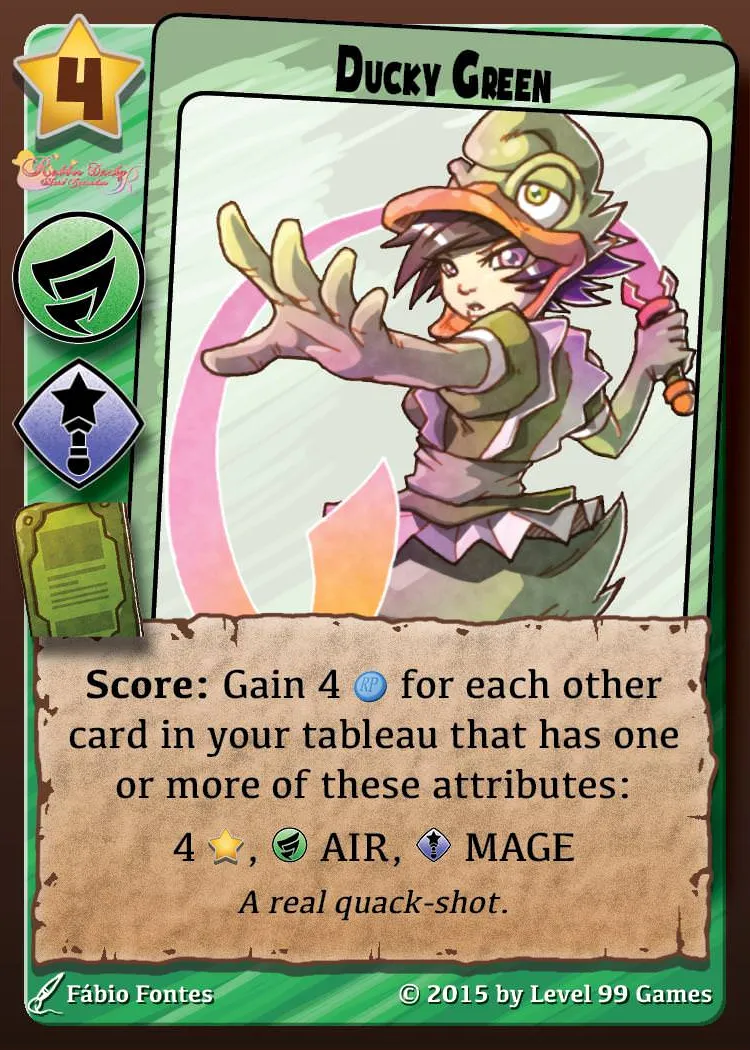 4
Ducky Green
Score: Gain 4 RP for each other
card in your tableau that has one
or more of these attributes:
4 , AIR, MAGE
A real quack-shot.
Fábio Fontes
© 2015 by Level 99 Games